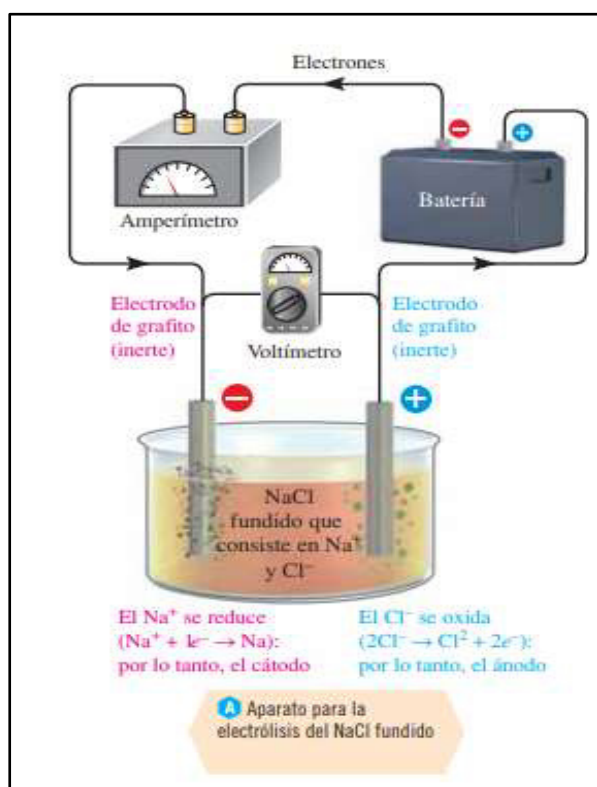 Electrones
Amperímetro
Batería
Electrodo
de grafito
(inerte)
Voltímetro
Electrodo
de grafito
(inerte)
NaCl
fundido que
consiste en Na⁺
y Cl⁻
El Na⁺ se reduce
(Na⁺ + 1e⁻ → Na):
por lo tanto, el cátodo
El Cl⁻ se oxida
(2Cl⁻ → Cl² + 2e⁻):
por lo tanto, el ánodo
A Aparato para la
electrólisis del NaCl fundido